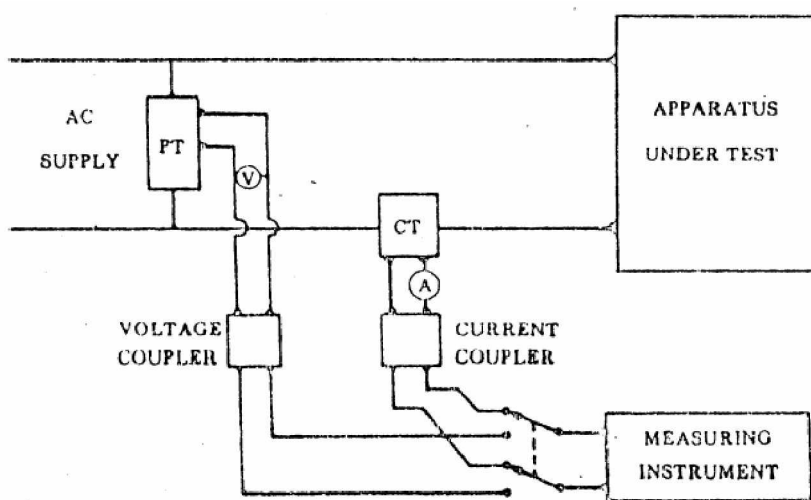 AC
SUPPLY
PT
V
CT
A
APPARATUS
UNDER TEST
VOLTAGE
COUPLER
CURRENT
COUPLER
MEASURING
INSTRUMENT